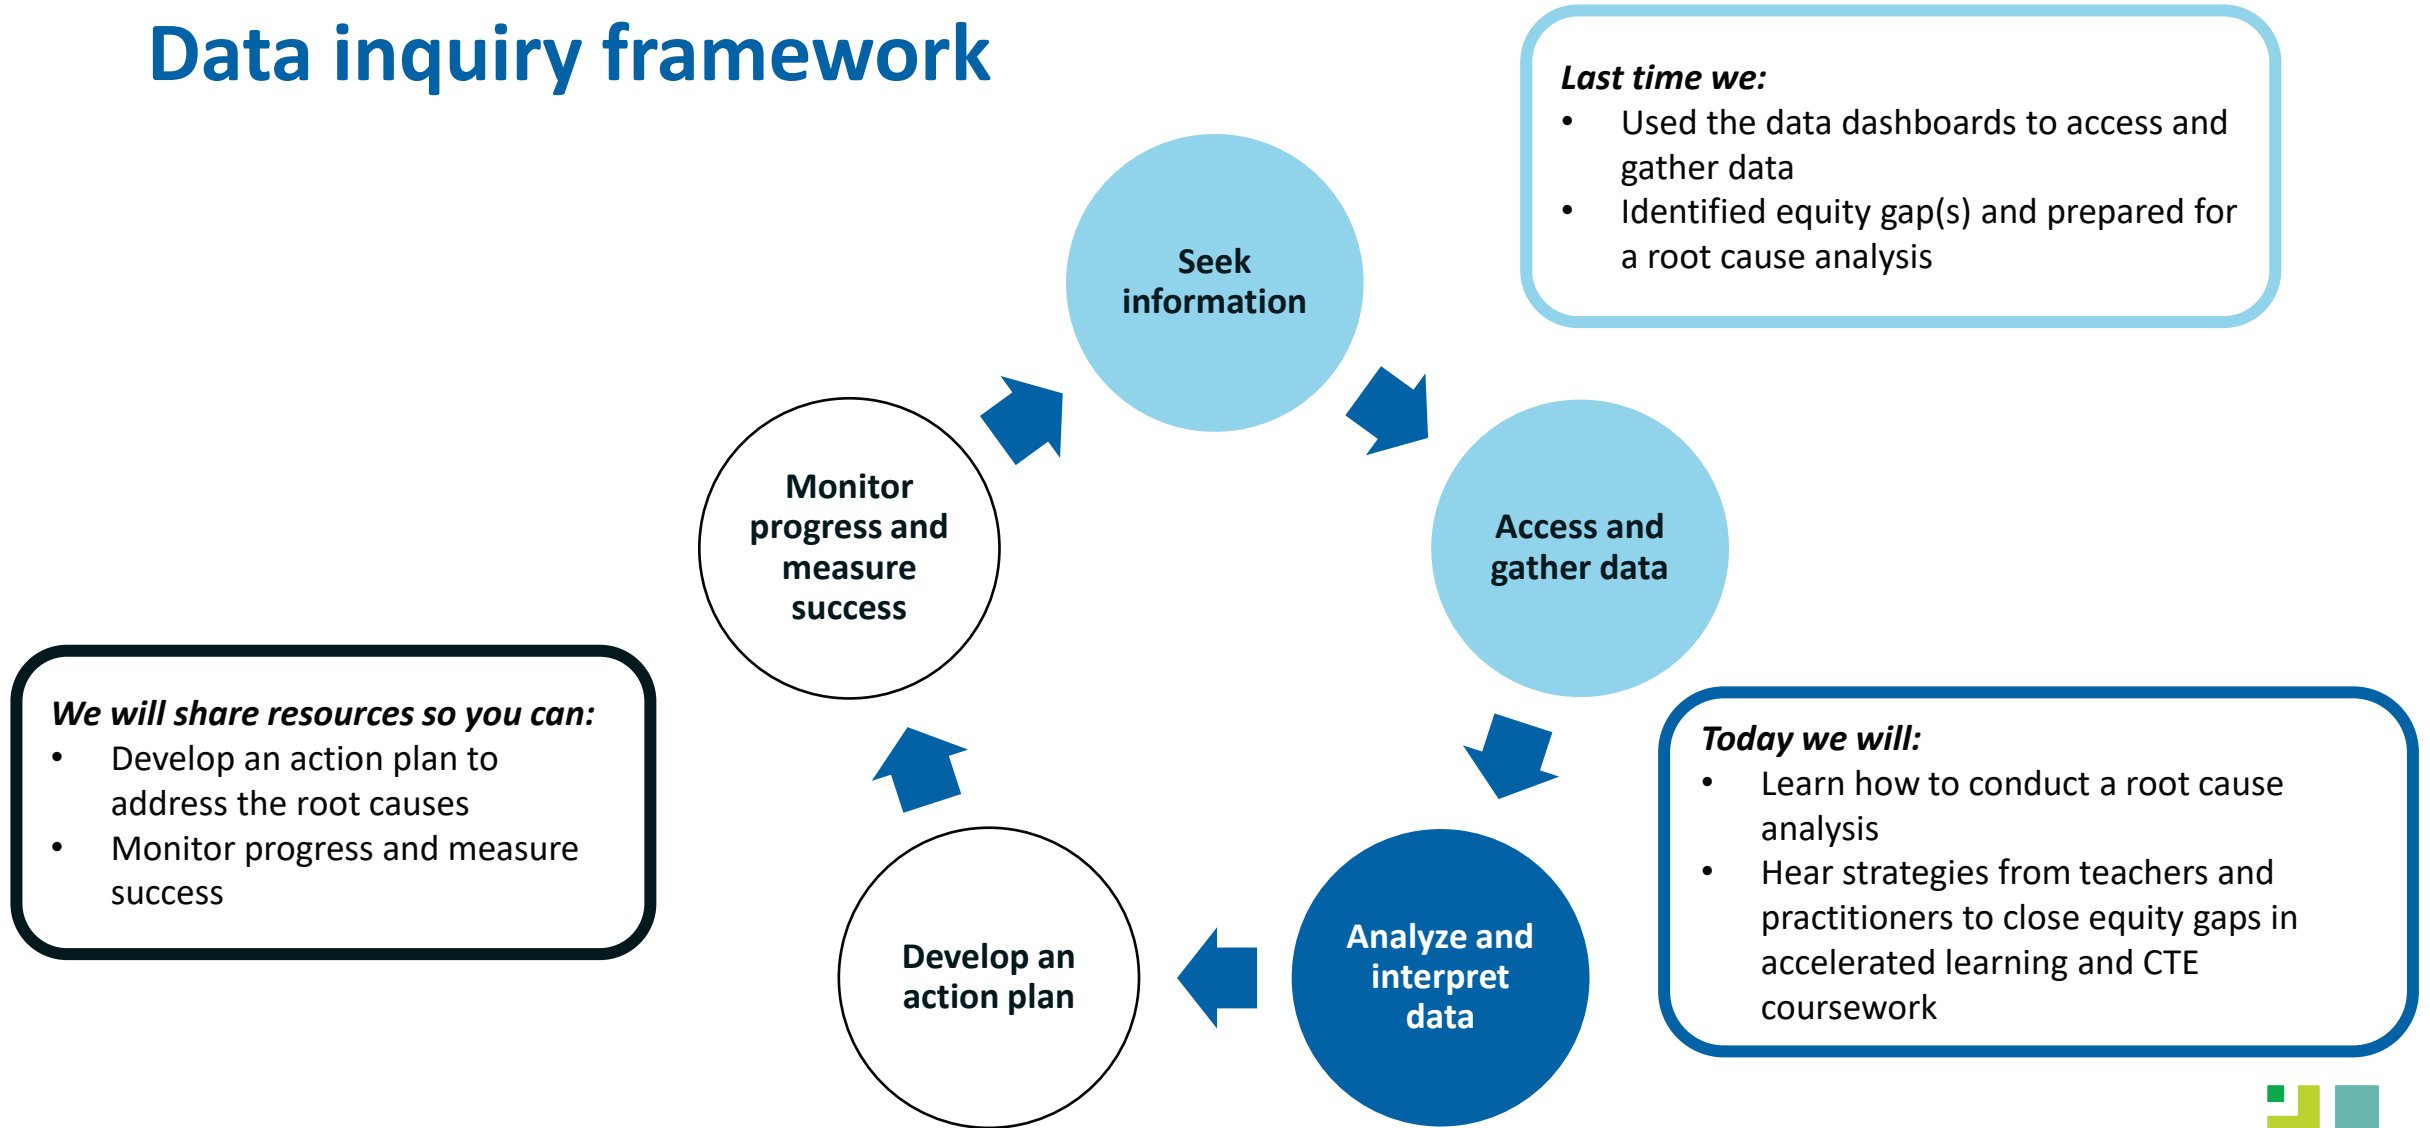 Data inquiry framework
Last time we:
• Used the data dashboards to access and
gather data
• Identified equity gap(s) and prepared for
a root cause analysis
Seek
information
Access and
gather data
Monitor
progress and
measure
success
We will share resources so you can:
• Develop an action plan to
address the root causes
• Monitor progress and measure
success
Today we will:
• Learn how to conduct a root cause
analysis
• Hear strategies from teachers and
practitioners to close equity gaps in
accelerated learning and CTE
coursework
Analyze and
interpret
data
Develop an
action plan